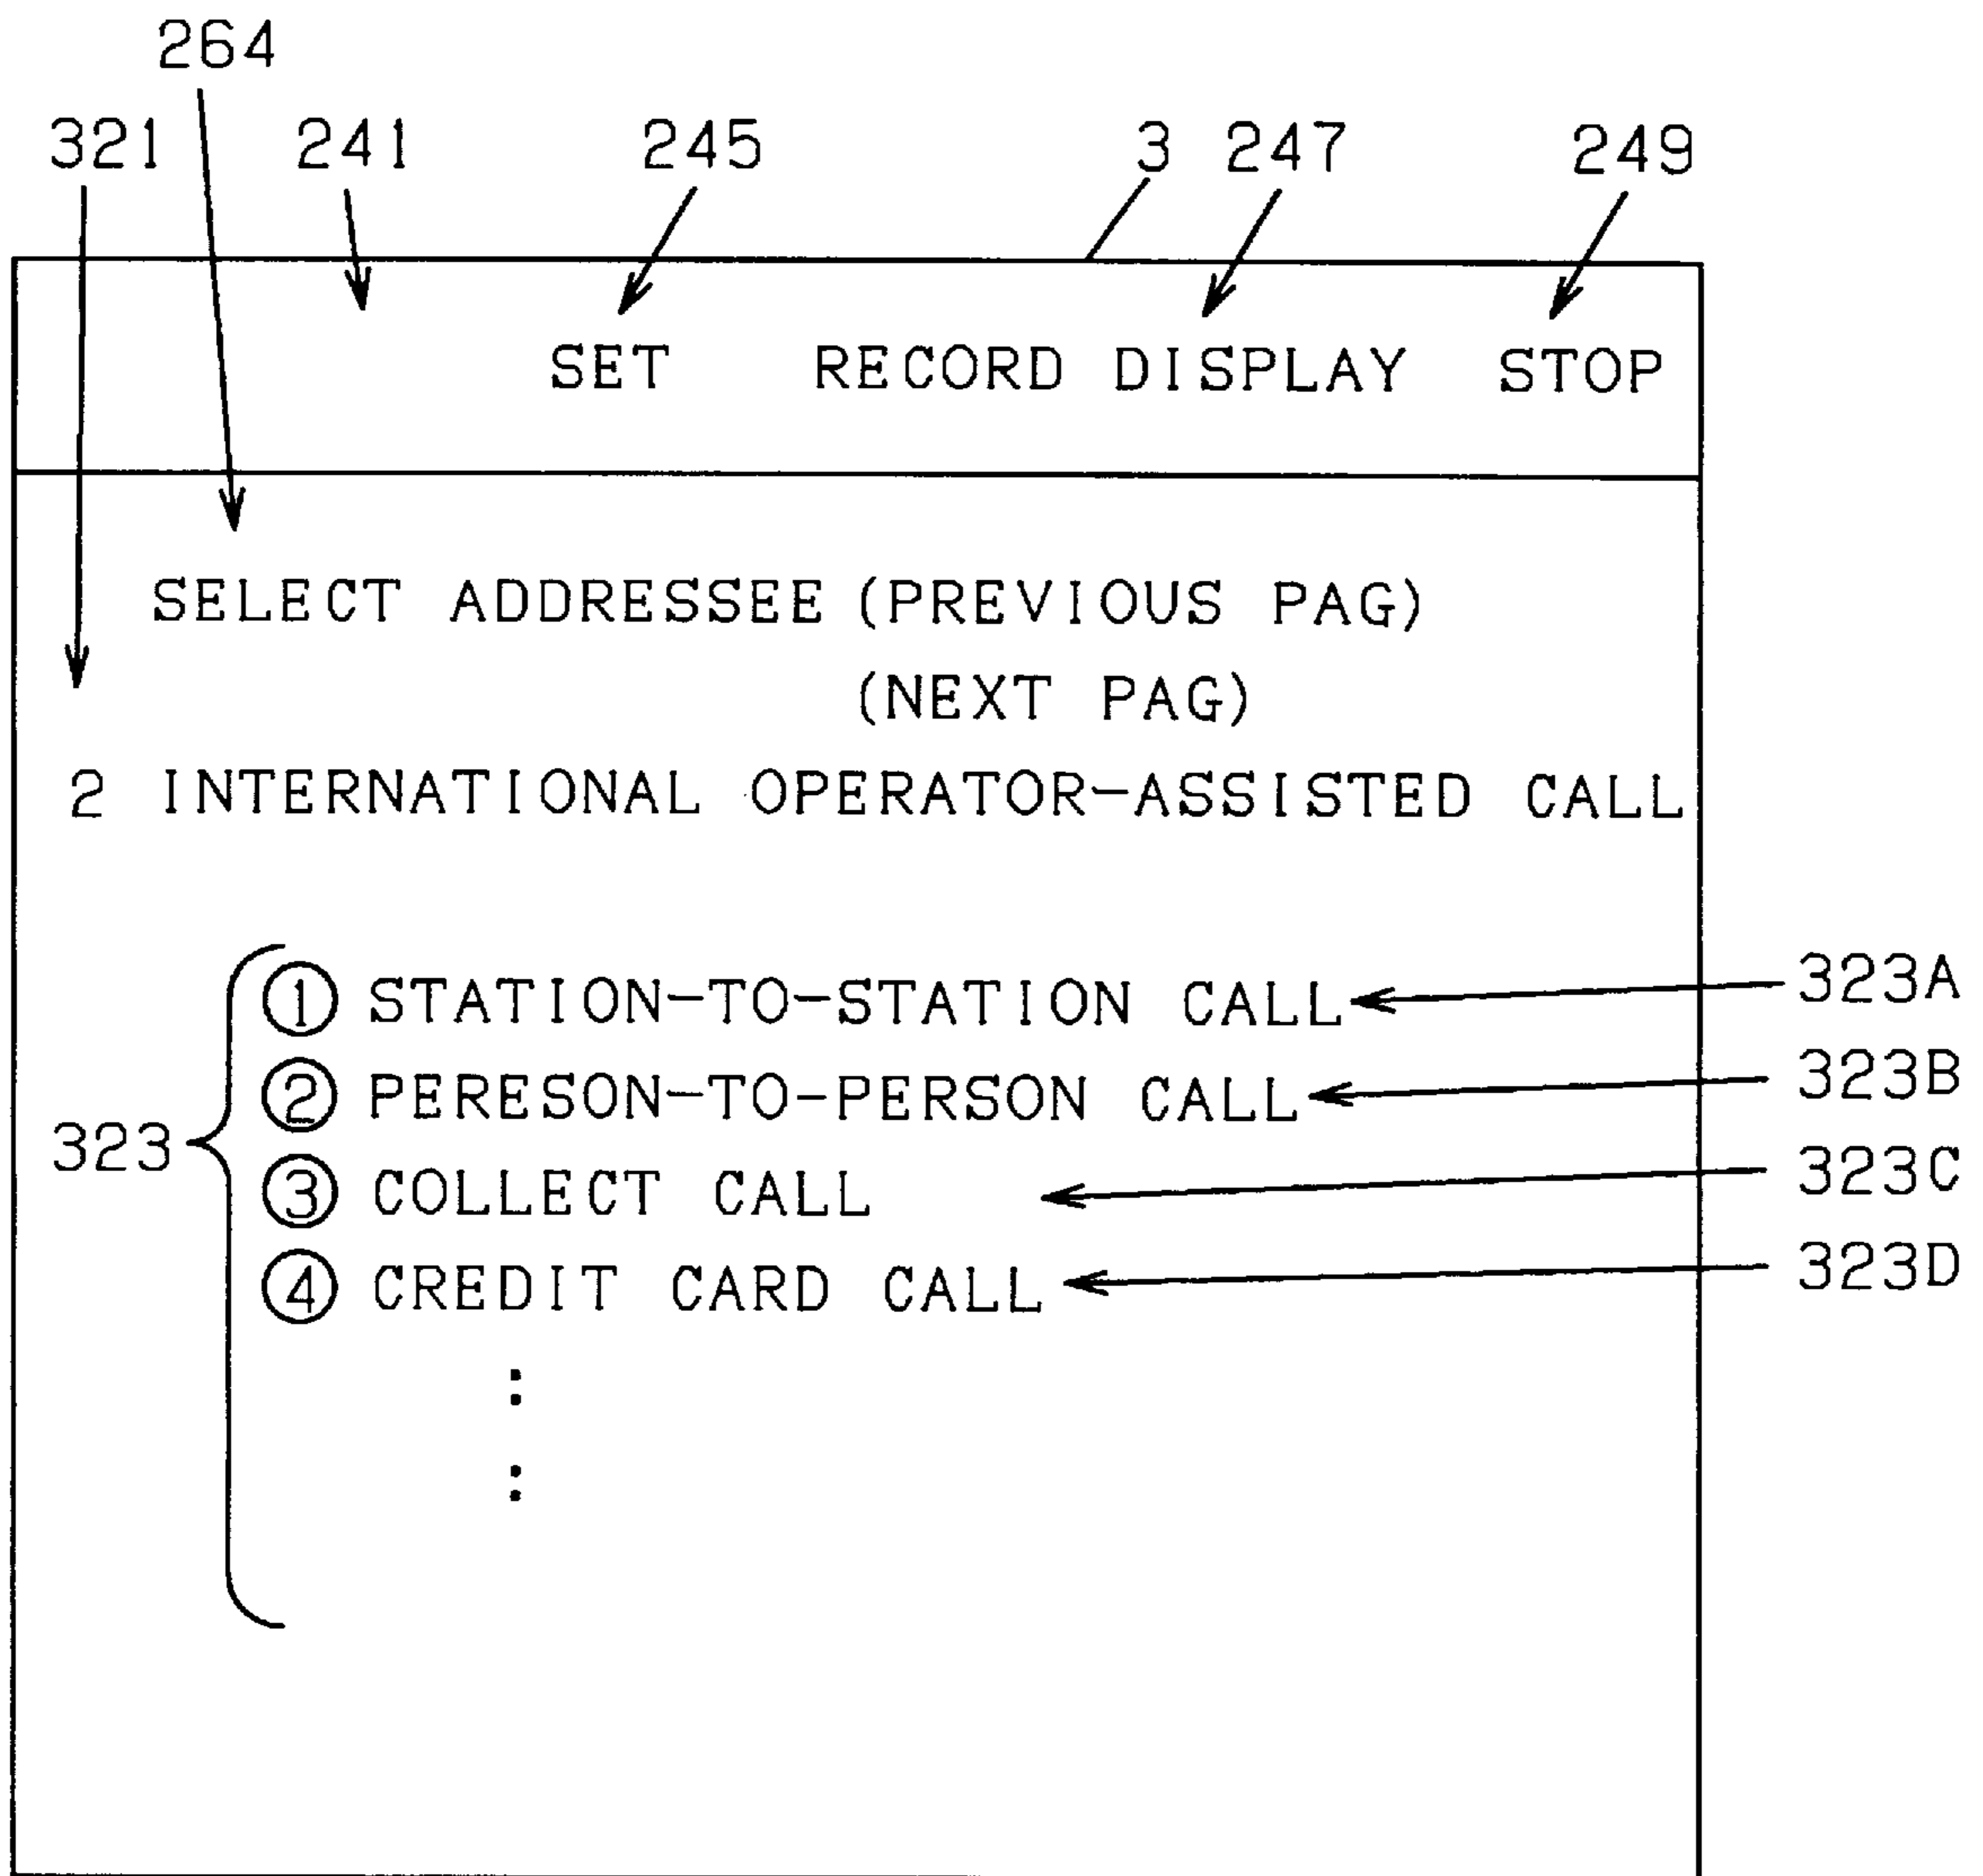 264
321 241 245 3 247 249
SET RECORD DISPLAY STOP
SELECT ADDRESSEE (PREVIOUS PAG)
(NEXT PAG)
2 INTERNATIONAL OPERATOR-ASSISTED CALL
① STATION-TO-STATION CALL 323A
② PERESON-TO-PERSON CALL 323B
323
③ COLLECT CALL 323C
④ CREDIT CARD CALL 323D
:
: